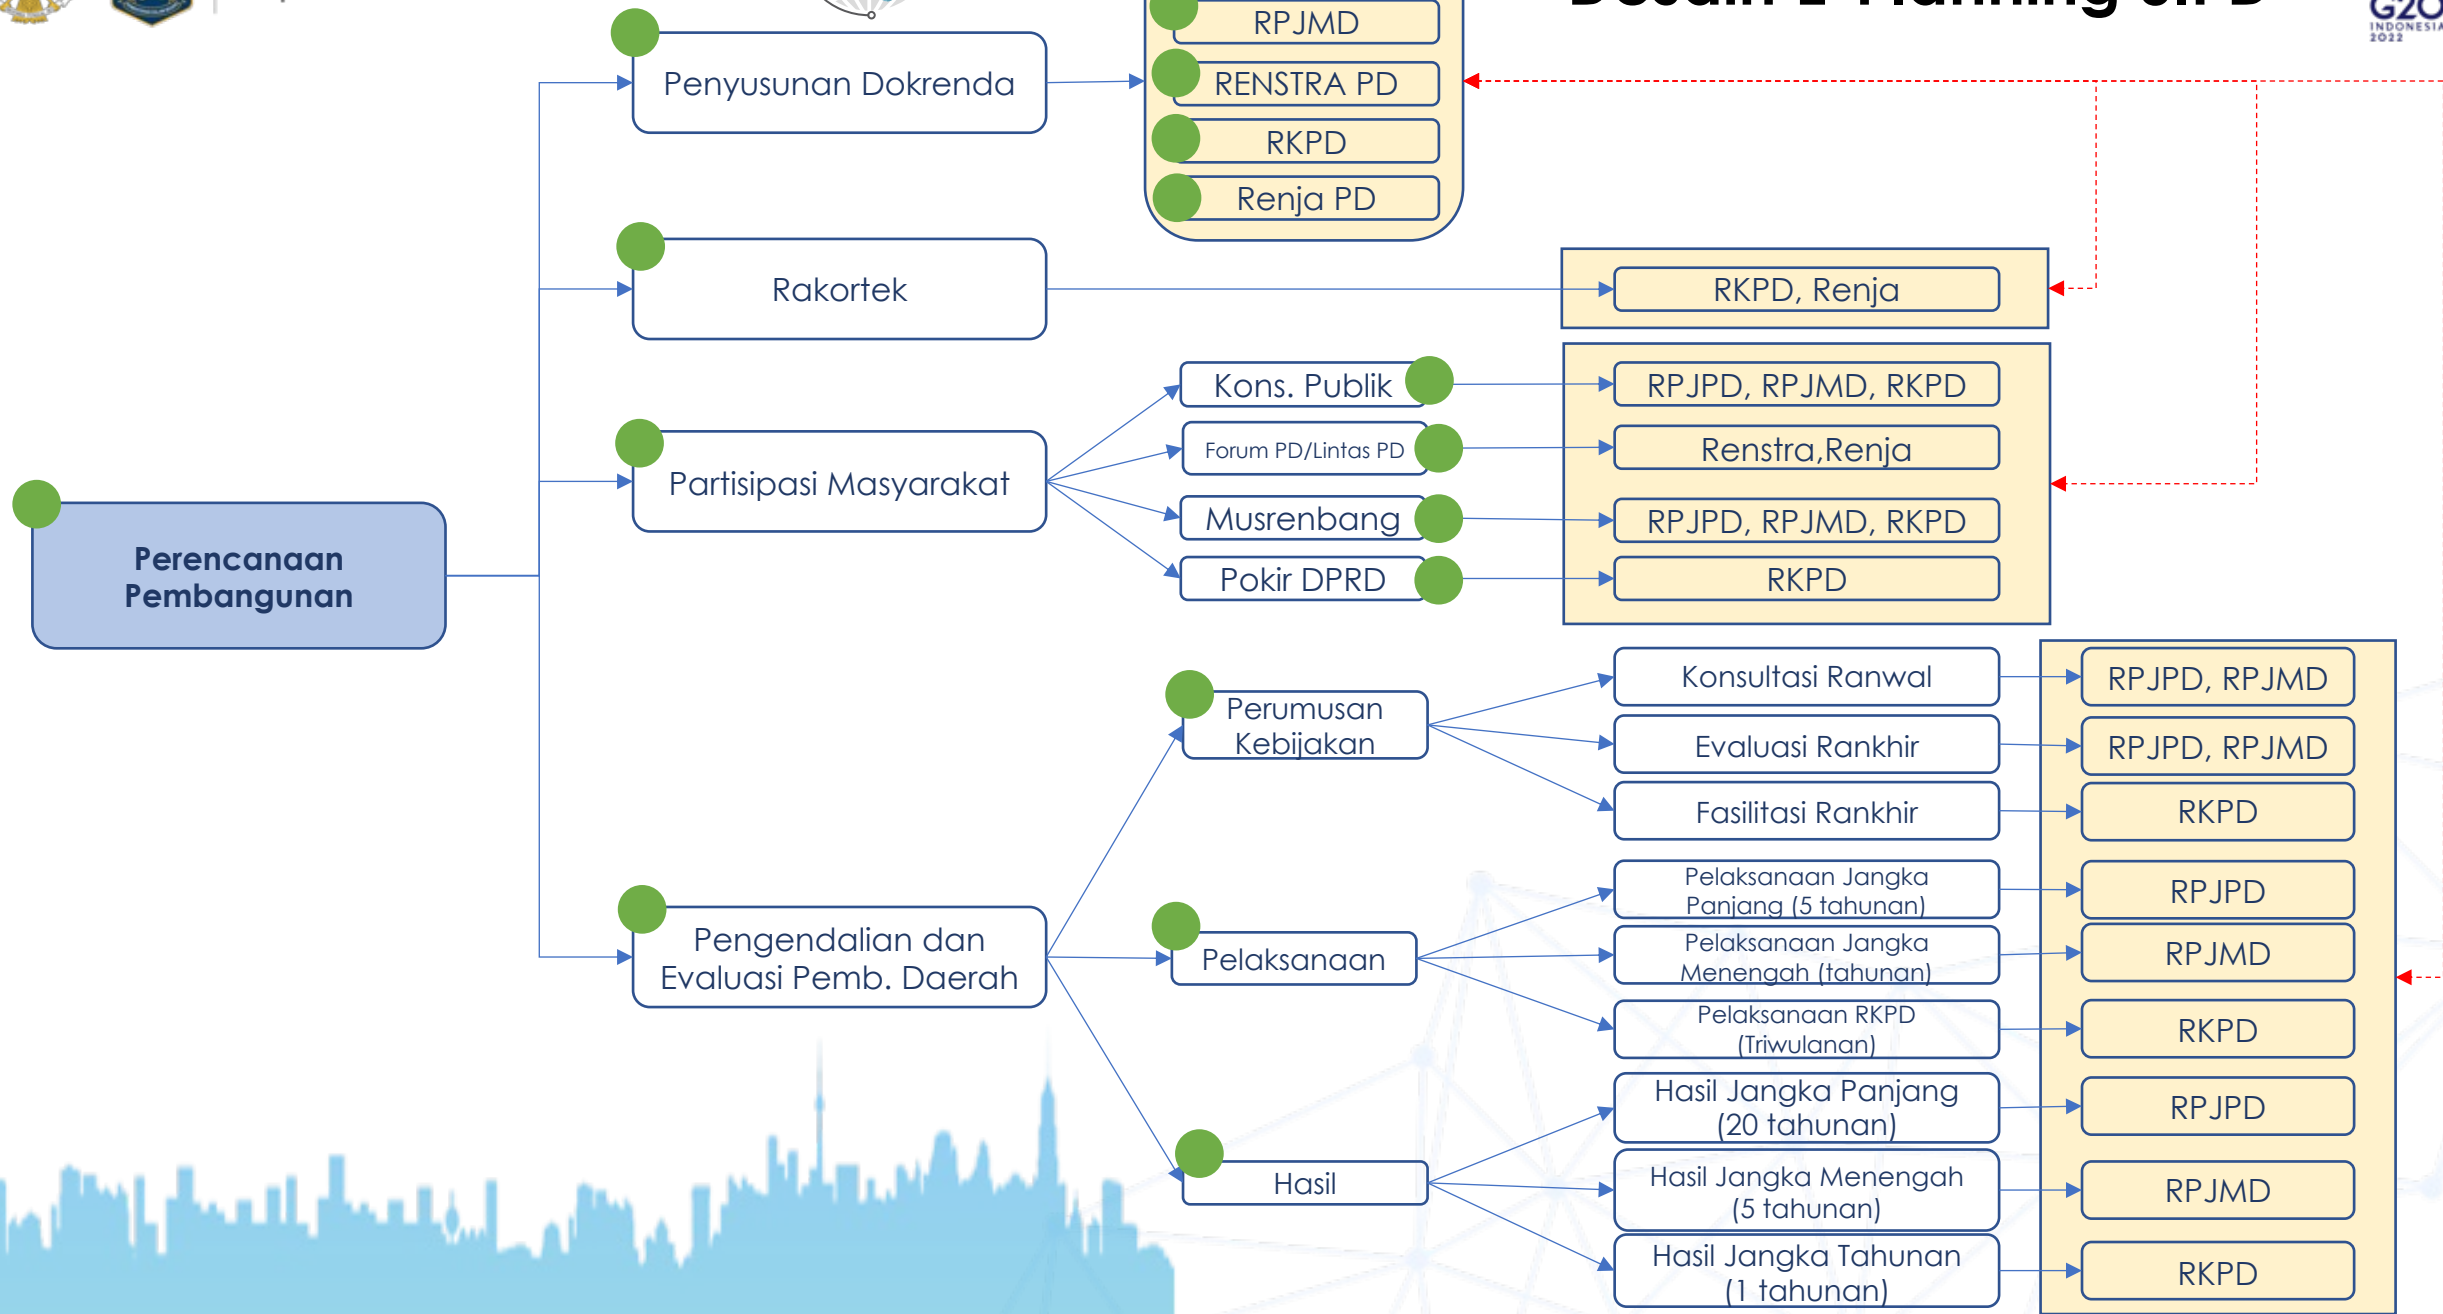 G20
INDONESIA
2022
RPJMD
Penyusunan Dokrenda
RENSTRA PD
RKPD
Renja PD
Rakortek
RKPD, Renja
Kons. Publik
RPJPD, RPJMD, RKPD
Forum PD/Lintas PD
Renstra,Renja
Partisipasi Masyarakat
Musrenbang
RPJPD, RPJMD, RKPD
Pokir DPRD
RKPD
Perencanaan
Pembangunan
Perumusan
Kebijakan
Konsultasi Ranwal
RPJPD, RPJMD
Evaluasi Rankhir
RPJPD, RPJMD
Fasilitasi Rankhir
RKPD
Pengendalian dan
Evaluasi Pemb. Daerah
Pelaksanaan
Pelaksanaan Jangka
Panjang (5 tahunan)
RPJPD
Pelaksanaan Jangka
Menengah (tahunan)
RPJMD
Pelaksanaan RKPD
(Triwulanan)
RKPD
Hasil
Hasil Jangka Panjang
(20 tahunan)
RPJPD
Hasil Jangka Menengah
(5 tahunan)
RPJMD
Hasil Jangka Tahunan
(1 tahunan)
RKPD